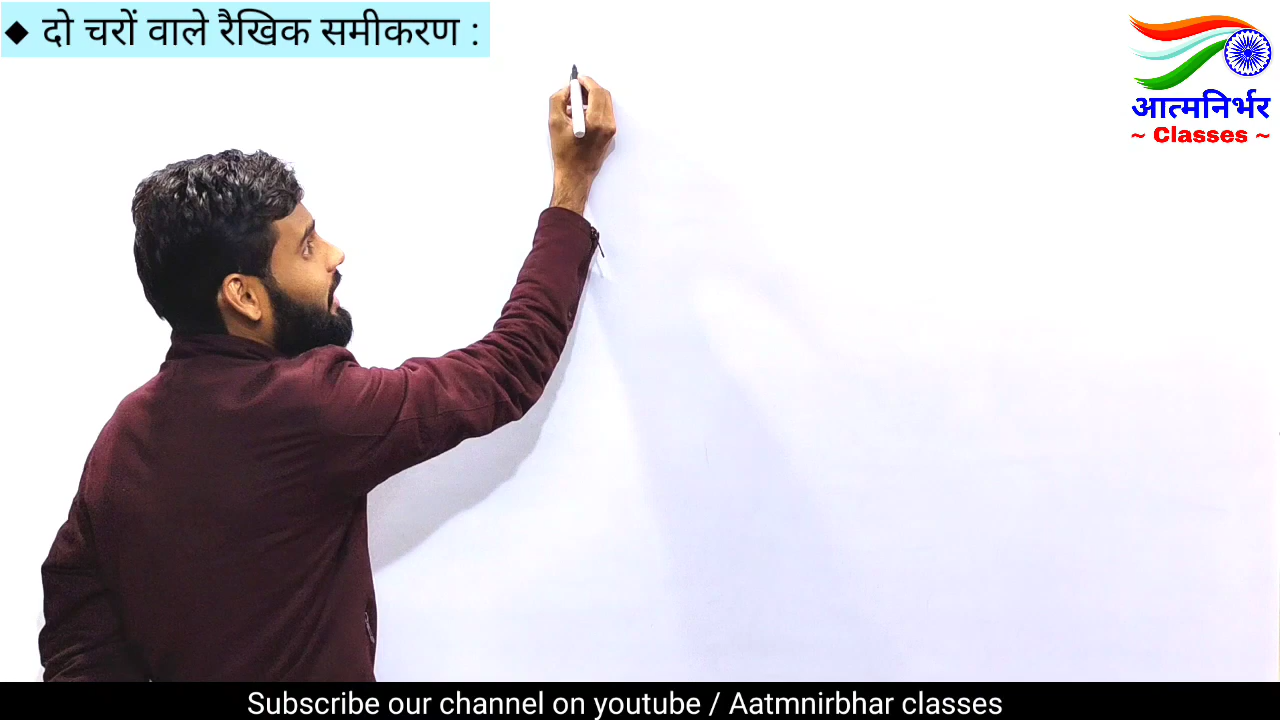 ◆ दो चरों वाले रैखिक समीकरण :
आत्मनिर्भर
~ Classes ~
Subscribe our channel on youtube / Aatmnirbhar classes